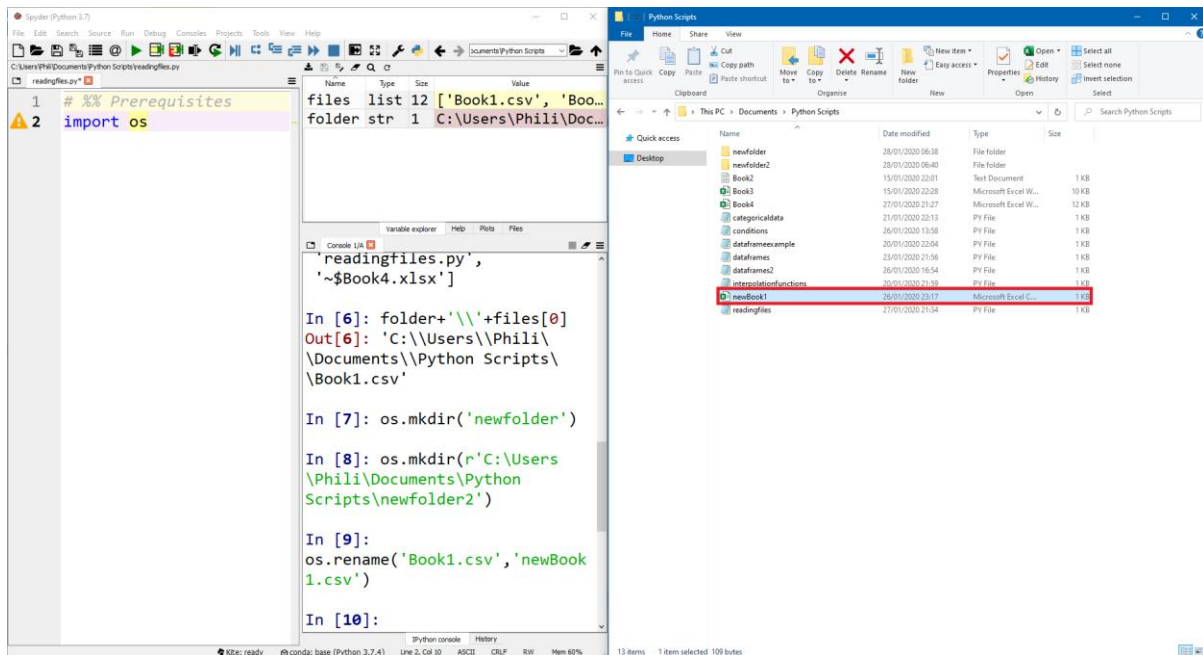 Spyder (Python 3.7)
File Edit Search Source Run Debug Consoles Projects Tools View Help
C:\Users\Phili\Documents\Python Scripts\readingfiles.py
readingfiles.py*
1 # %% Prerequisites
2 import os
Name Type Size Value
files list 12 ['Book1.csv', 'Boo...
folder str 1 C:\Users\Phili\Doc...
Variable explorer Help Plots Files
Console 1/A
'readingfiles.py',
'~$Book4.xlsx']
In [6]: folder+'\\'+files[0]
Out[6]: 'C:\\Users\\Phili\
\Documents\\Python Scripts\
\Book1.csv'
In [7]: os.mkdir('newfolder')
In [8]: os.mkdir(r'C:\Users
\Phili\Documents\Python
Scripts\newfolder2')
In [9]:
os.rename('Book1.csv','newBook
1.csv')
In [10]:
IPython console History
Kite: ready conda: base (Python 3.7.4) Line 2, Col 10 ASCII CRLF RW Mem 60%
Python Scripts
File Home Share View
Pin to Quick access
Copy
Paste
Cut
Copy path
Paste shortcut
Clipboard
Move to
Copy to
Delete
Rename
Organise
New folder
New item
Easy access
New
Properties
Open
Edit
History
Open
Select all
Select none
Invert selection
Select
This PC > Documents > Python Scripts
Search Python Scripts
Quick access
Desktop
Name Date modified Type Size
newfolder 28/01/2020 06:38 File folder
newfolder2 28/01/2020 06:40 File folder
Book2 15/01/2020 22:01 Text Document 1 KB
Book3 15/01/2020 22:28 Microsoft Excel W... 10 KB
Book4 27/01/2020 21:27 Microsoft Excel W... 12 KB
categoricaldata 21/01/2020 22:13 PY File 1 KB
conditions 26/01/2020 13:58 PY File 1 KB
dataframeexample 20/01/2020 22:04 PY File 1 KB
dataframes 23/01/2020 21:56 PY File 1 KB
dataframes2 26/01/2020 16:54 PY File 1 KB
interpolationfunctions 20/01/2020 21:59 PY File 1 KB
newBook1 26/01/2020 23:17 Microsoft Excel C... 1 KB
readingfiles 27/01/2020 21:34 PY File 1 KB
13 items 1 item selected 109 bytes